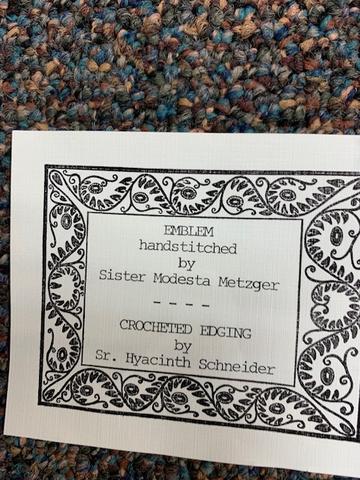 EMBLEM
handstitched
by
Sister Modesta Metzger
- - - -
CROCHETED EDGING
by
Sr. Hyacinth Schneider